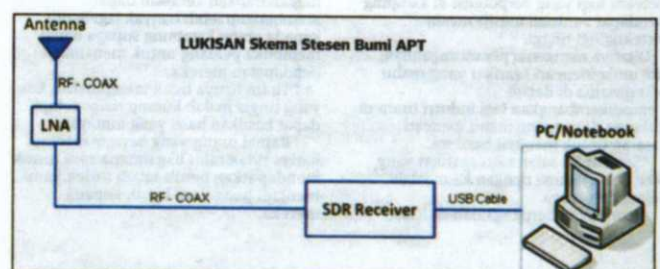 Antenna
LUKISAN Skema Stesen Bumi APT
RF - COAX
LNA
PC/Notebook
RF - COAX
SDR Receiver
USB Cable